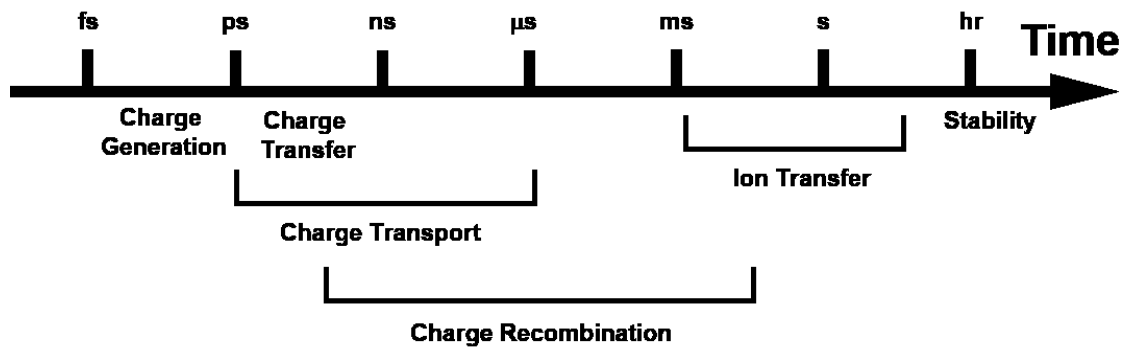 fs ps ns μs ms s hr
Time
Charge
Generation
Charge
Transfer
Stability
Ion Transfer
Charge Transport
Charge Recombination